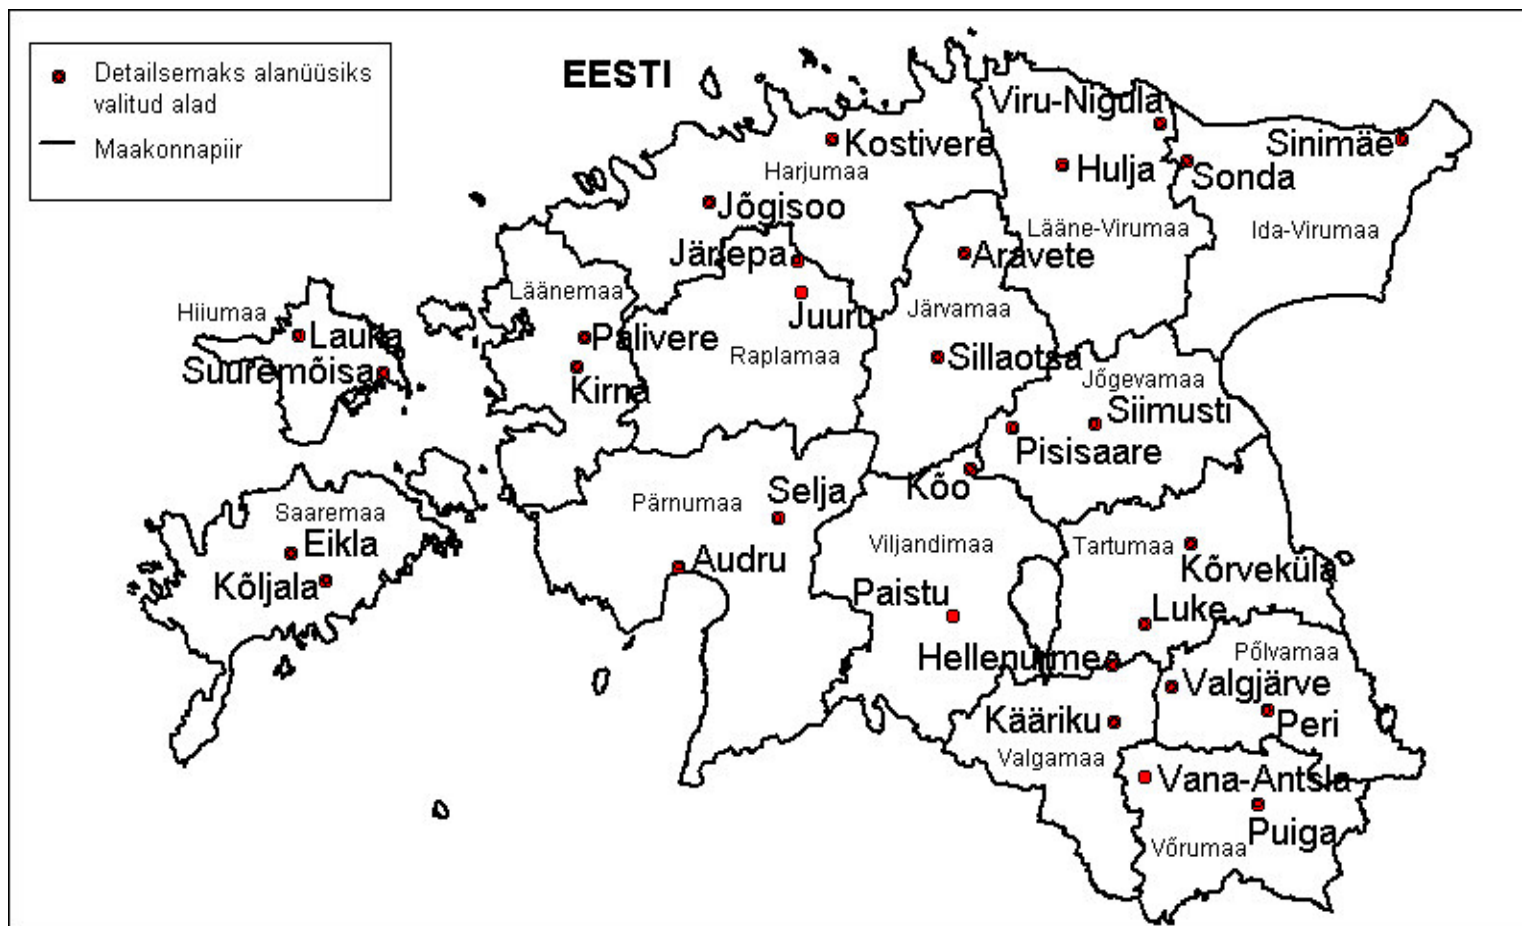 Detailsemaks alanüüsiks
valitud alad
Maakonnapiir
EESTI
Viru-Nigula
Kostivere
Sinimäe
Harjumaa
Hulja
Sonda
Jõgisoo
Lääne-Virumaa
Ida-Virumaa
Järlepa
Aravete
Läänemaa
Hiiumaa
Juuru
Järvamaa
Lauka
Palivere
Raplamaa
Sillaotsa
Suuremõisa
Kirna
Jõgevamaa
Siimusti
Pisisaare
Kõo
Selja
Pärnumaa
Saaremaa
Eikla
Viljandimaa
Tartumaa
Audru
Kõrveküla
Kõljala
Paistu
Luke
Hellenurme
Põlvamaa
Valgjärve
Kääriku
Peri
Valgamaa
Vana-Antsla
Puiga
Võrumaa